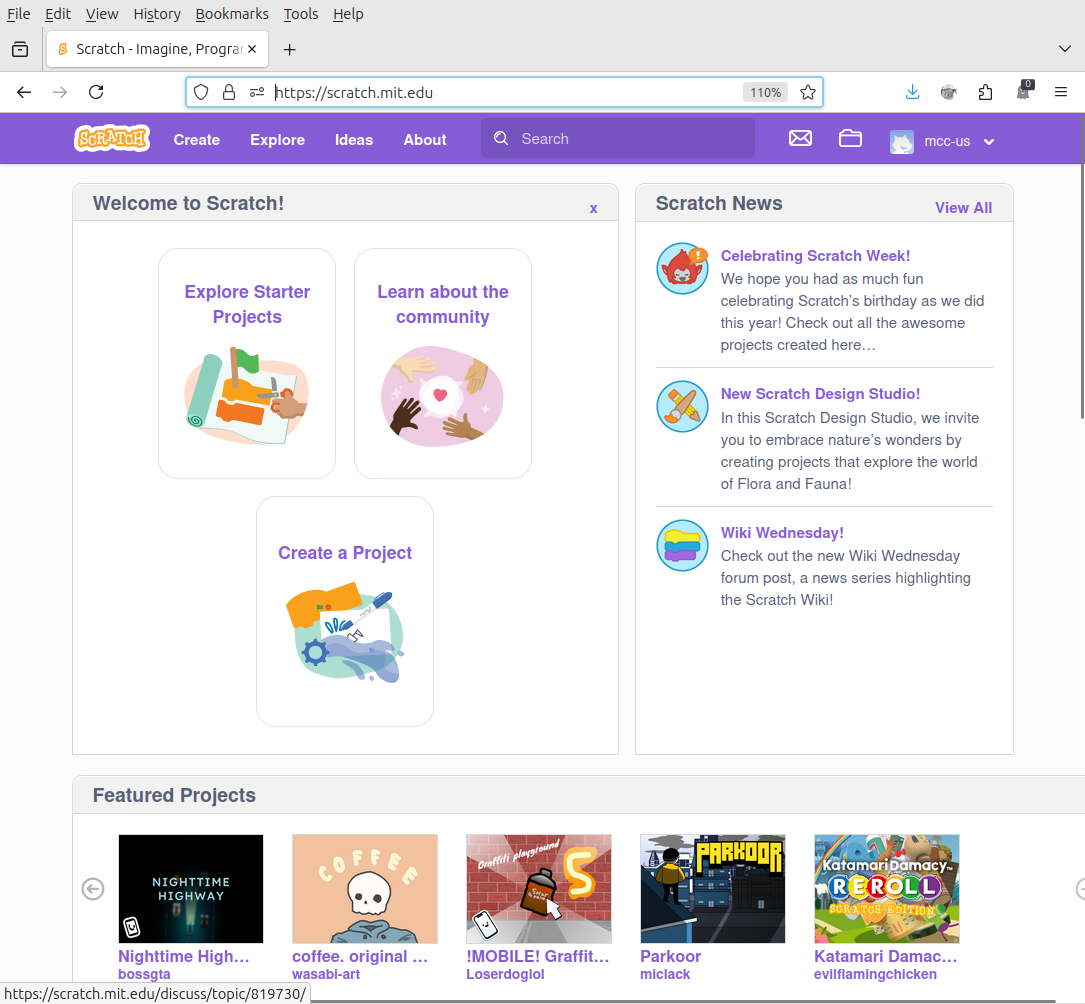 File Edit View History Bookmarks Tools Help
Scratch - Imagine, Progra
https://scratch.mit.edu 110% 0
SCRATCH Create Explore Ideas About Search mcc-us
Welcome to Scratch! x
Explore Starter
Projects
Learn about the
community
Create a Project
Scratch News View All
Celebrating Scratch Week!
We hope you had as much fun
celebrating Scratch’s birthday as we did
this year! Check out all the awesome
projects created here…
New Scratch Design Studio!
In this Scratch Design Studio, we invite
you to embrace nature’s wonders by
creating projects that explore the world
of Flora and Fauna!
Wiki Wednesday!
Check out the new Wiki Wednesday
forum post, a news series highlighting
the Scratch Wiki!
Featured Projects
NIGHTTIME
HIGHWAY
Nighttime High…
bossgta
COFFEE
coffee. original …
wasabi-art
Graffiti playground
S
!MOBILE! Graffit…
Loserdoglol
PARKOOR
Parkoor
miclack
Katamari Damacy™
REROLL
SCRATCH EDITION
Katamari Damac…
evilflamingchicken
https://scratch.mit.edu/discuss/topic/819730/